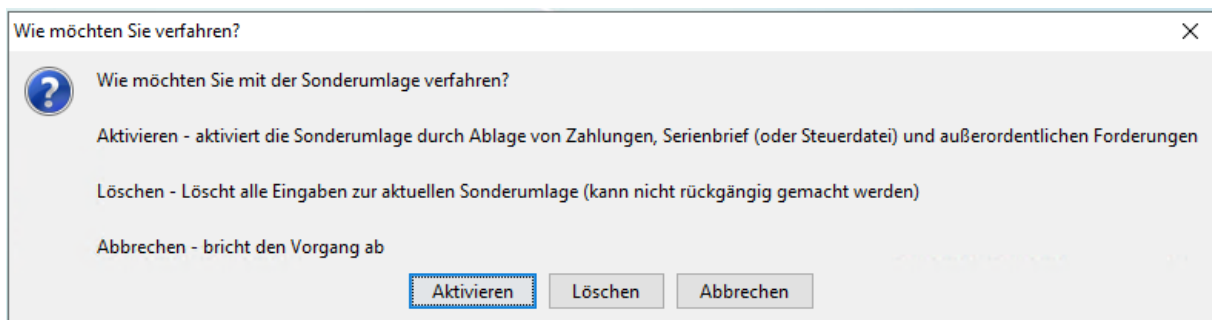 Wie möchten Sie verfahren?
?
Wie möchten Sie mit der Sonderumlage verfahren?
Aktivieren - aktiviert die Sonderumlage durch Ablage von Zahlungen, Serienbrief (oder Steuerdatei) und außerordentlichen Forderungen
Löschen - Löscht alle Eingaben zur aktuellen Sonderumlage (kann nicht rückgängig gemacht werden)
Abbrechen - bricht den Vorgang ab
Aktivieren Löschen Abbrechen